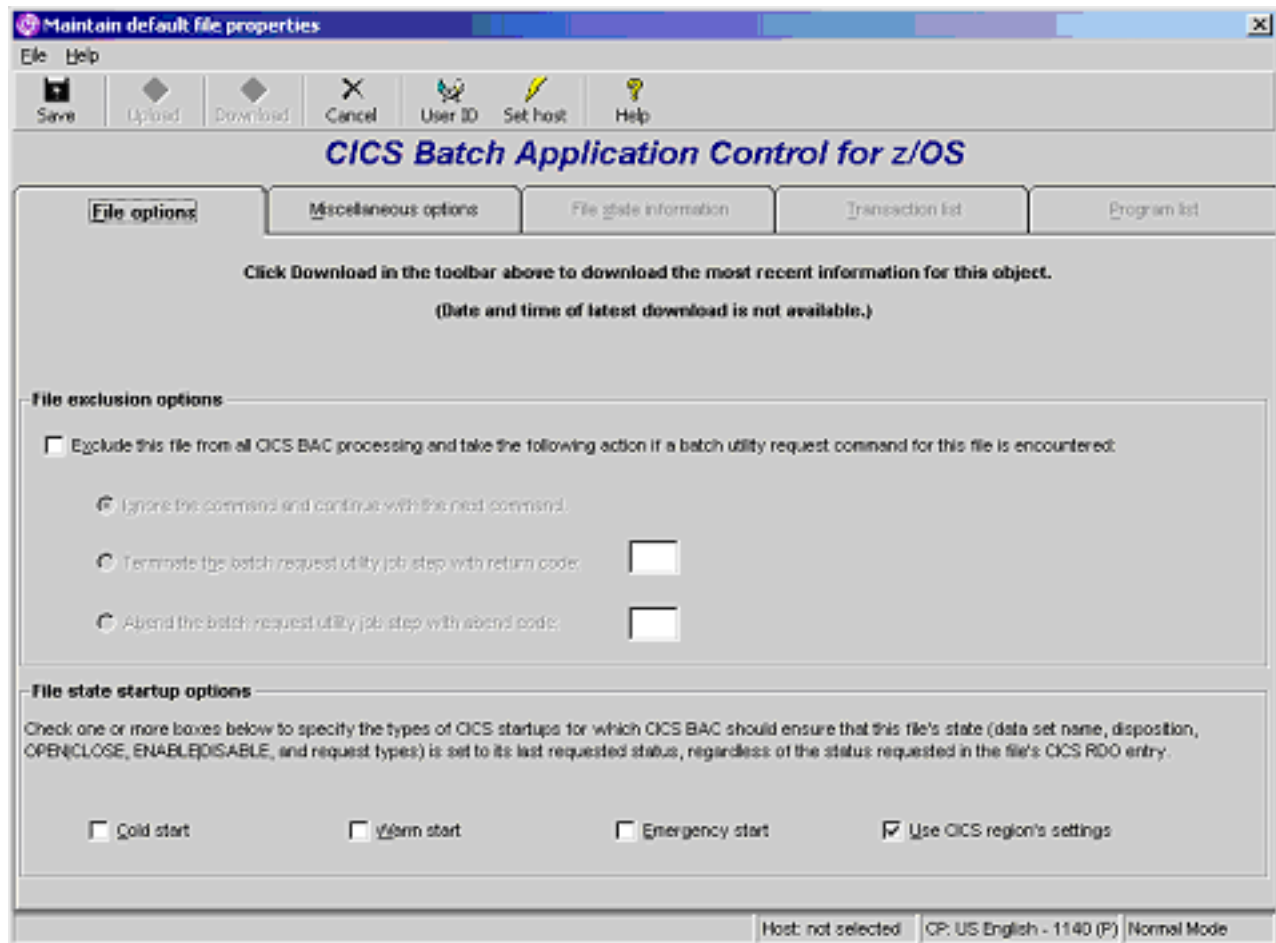 Maintain default file properties
File Help
Save Upload Download Cancel User ID Set host Help
CICS Batch Application Control for z/OS
File options Miscellaneous options File state information Transaction list Program list
Click Download in the toolbar above to download the most recent information for this object.
(Date and time of latest download is not available.)
File exclusion options
Exclude this file from all CICS BAC processing and take the following action if a batch utility request command for this file is encountered:
Ignore the command and continue with the next command.
Terminate the batch request utility job step with return code:
Abend the batch request utility job step with abend code:
File state startup options
Check one or more boxes below to specify the types of CICS startups for which CICS BAC should ensure that this file's state (data set name, disposition,
OPEN|CLOSE, ENABLE|DISABLE, and request types) is set to its last requested status, regardless of the status requested in the file's CICS RDO entry.
Cold start Warm start Emergency start Use CICS region's settings
Host: not selected CP: US English - 1140 (P) Normal Mode